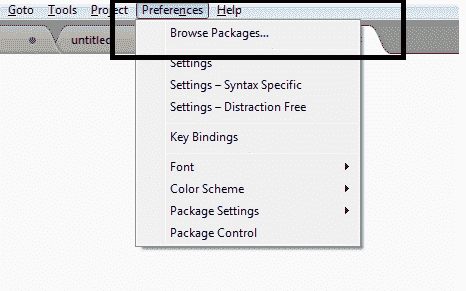 Goto Tools Project Preferences Help
untitled
Browse Packages...
Settings
Settings – Syntax Specific
Settings – Distraction Free
Key Bindings
Font
Color Scheme
Package Settings
Package Control